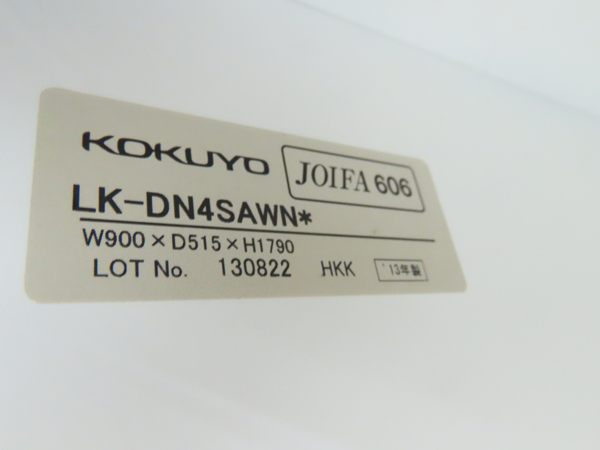 KOKUYO JOIFA 606
LK-DN4SAWN*
W900×D515×H1790
LOT No. 130822 HKK '13年製